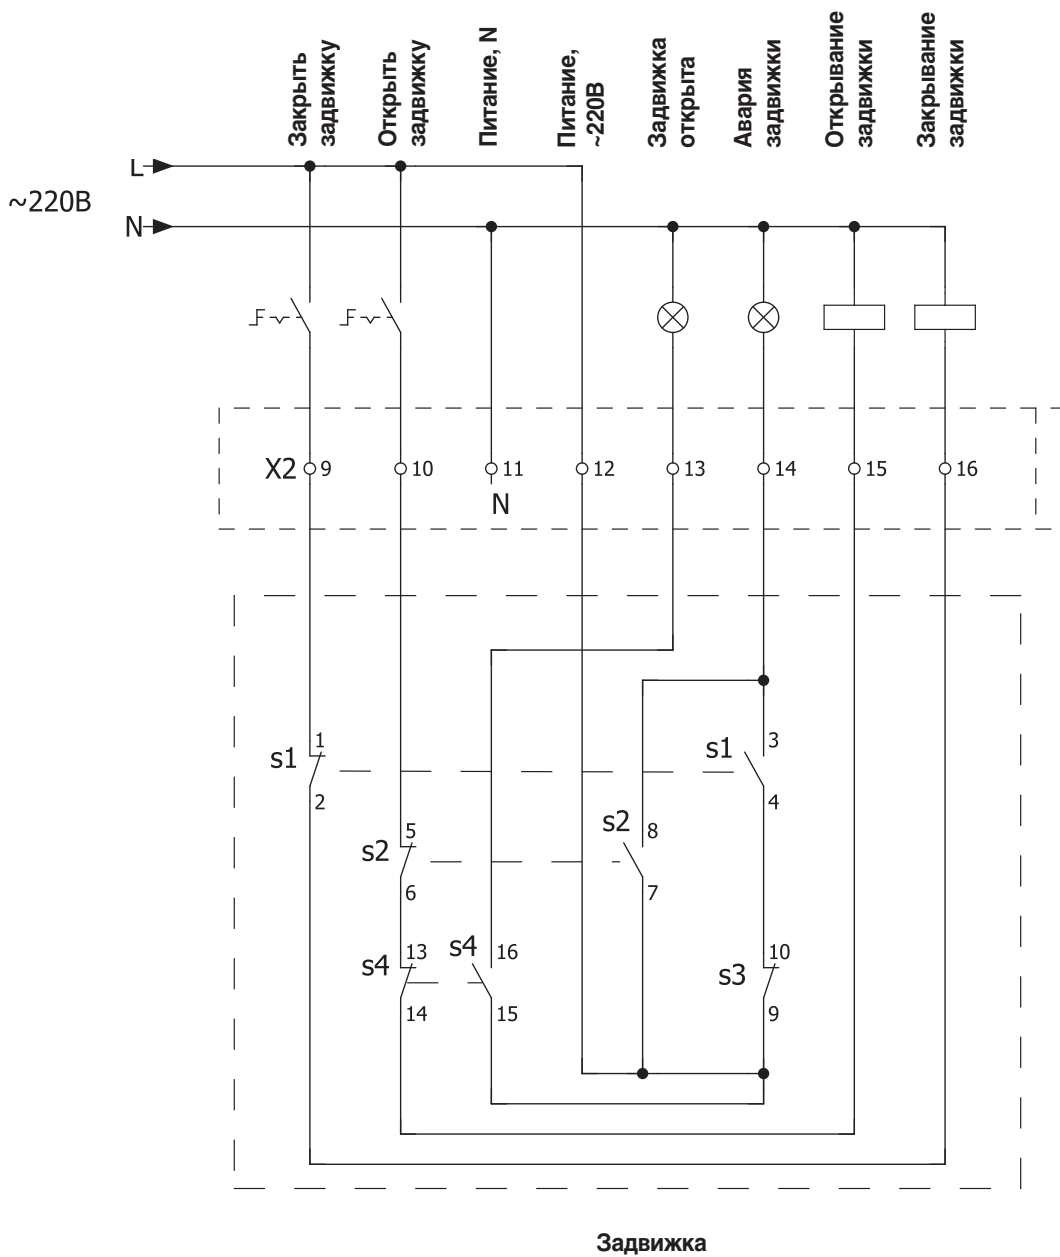 Закрыть
задвижку
Открыть
задвижку
Питание, N
Питание,
~220В
Задвижка
открыта
Авария
задвижки
Открывание
задвижки
Закрывание
задвижки
L
~220В
N
X2 9 10 11 12 13 14 15 16
N
s1 1 2
s1 3 4
s2 5 6
s2 8 7
s4 13 14
s4 16 15
s3 10 9
Задвижка